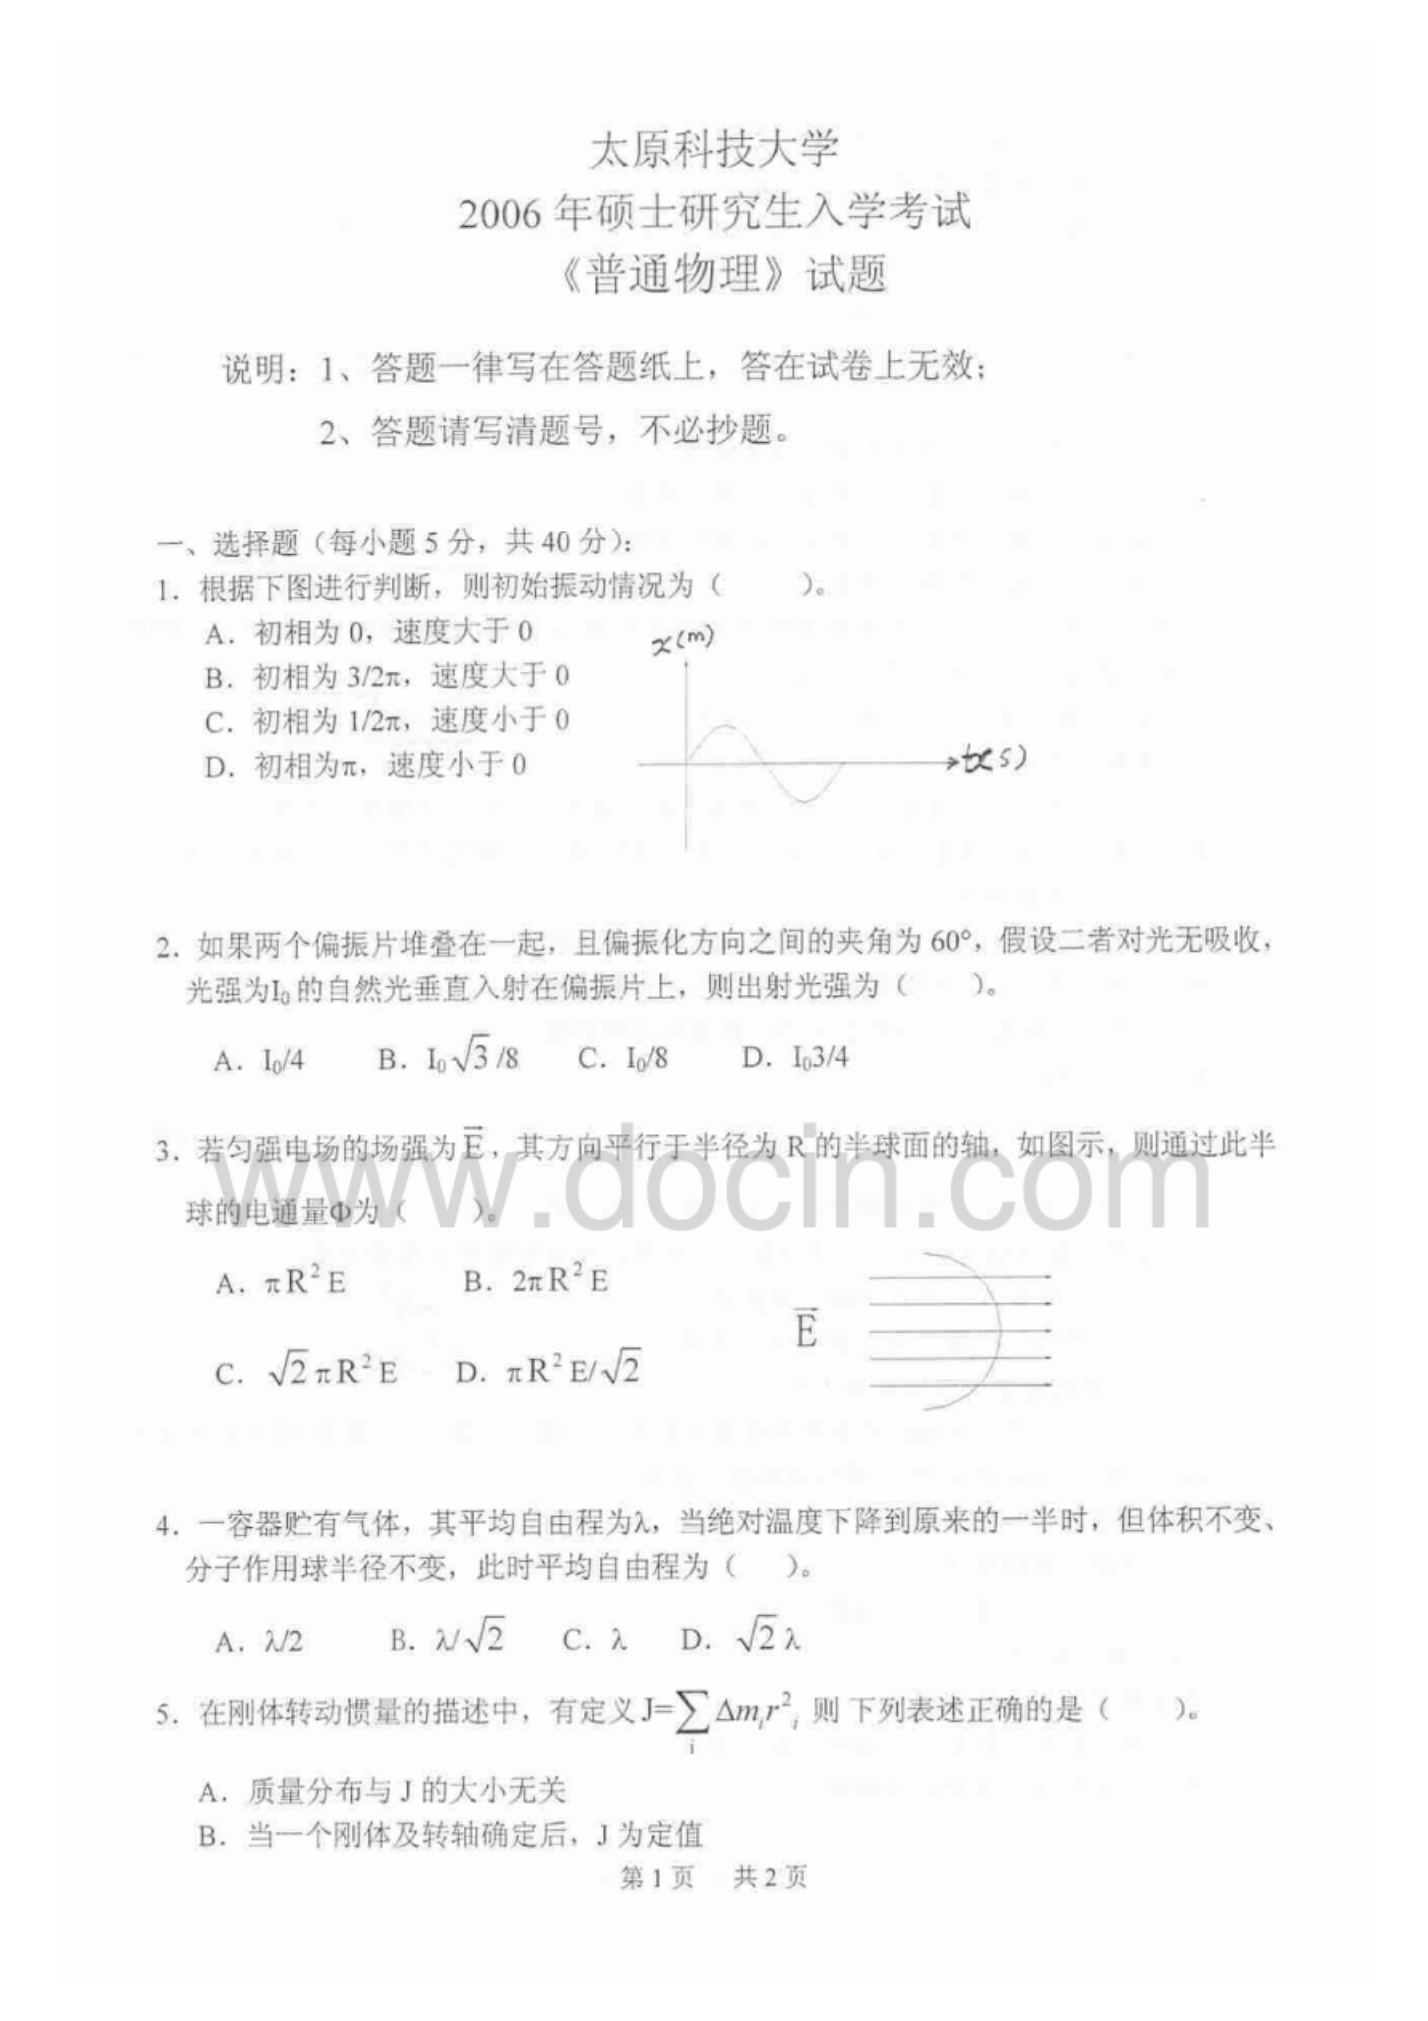 太原科技大学
2006 年硕士研究生入学考试
《普通物理》试题
说明：1、答题一律写在答题纸上，答在试卷上无效；
2、答题请写清题号，不必抄题。
一、选择题（每小题 5 分，共 40 分）：
1．根据下图进行判断，则初始振动情况为（ ）。
A．初相为 0，速度大于 0
B．初相为 3/2π，速度大于 0
C．初相为 1/2π，速度小于 0
D．初相为π，速度小于 0
x(m)
t(s)
2．如果两个偏振片堆叠在一起，且偏振化方向之间的夹角为 60°，假设二者对光无吸收，
光强为I₀ 的自然光垂直入射在偏振片上，则出射光强为（ ）。
A．I₀/4 B．I₀√3 /8 C．I₀/8 D．I₀3/4
3．若匀强电场的场强为 E⃗，其方向平行于半径为 R 的半球面的轴，如图示，则通过此半
球的电通量Φ为（ ）。
www.docin.com
A．πR²E B．2πR²E
C．√2 πR²E D．πR²E/√2
E⃗
4．一容器贮有气体，其平均自由程为λ，当绝对温度下降到原来的一半时，但体积不变、
分子作用球半径不变，此时平均自由程为（ ）。
A．λ/2 B．λ/√2 C．λ D．√2 λ
5．在刚体转动惯量的描述中，有定义 J=∑ᵢ Δmᵢr²ᵢ 则 下列表述正确的是（ ）。
A．质量分布与 J 的大小无关
B．当一个刚体及转轴确定后，J 为定值
第 1 页 共 2 页